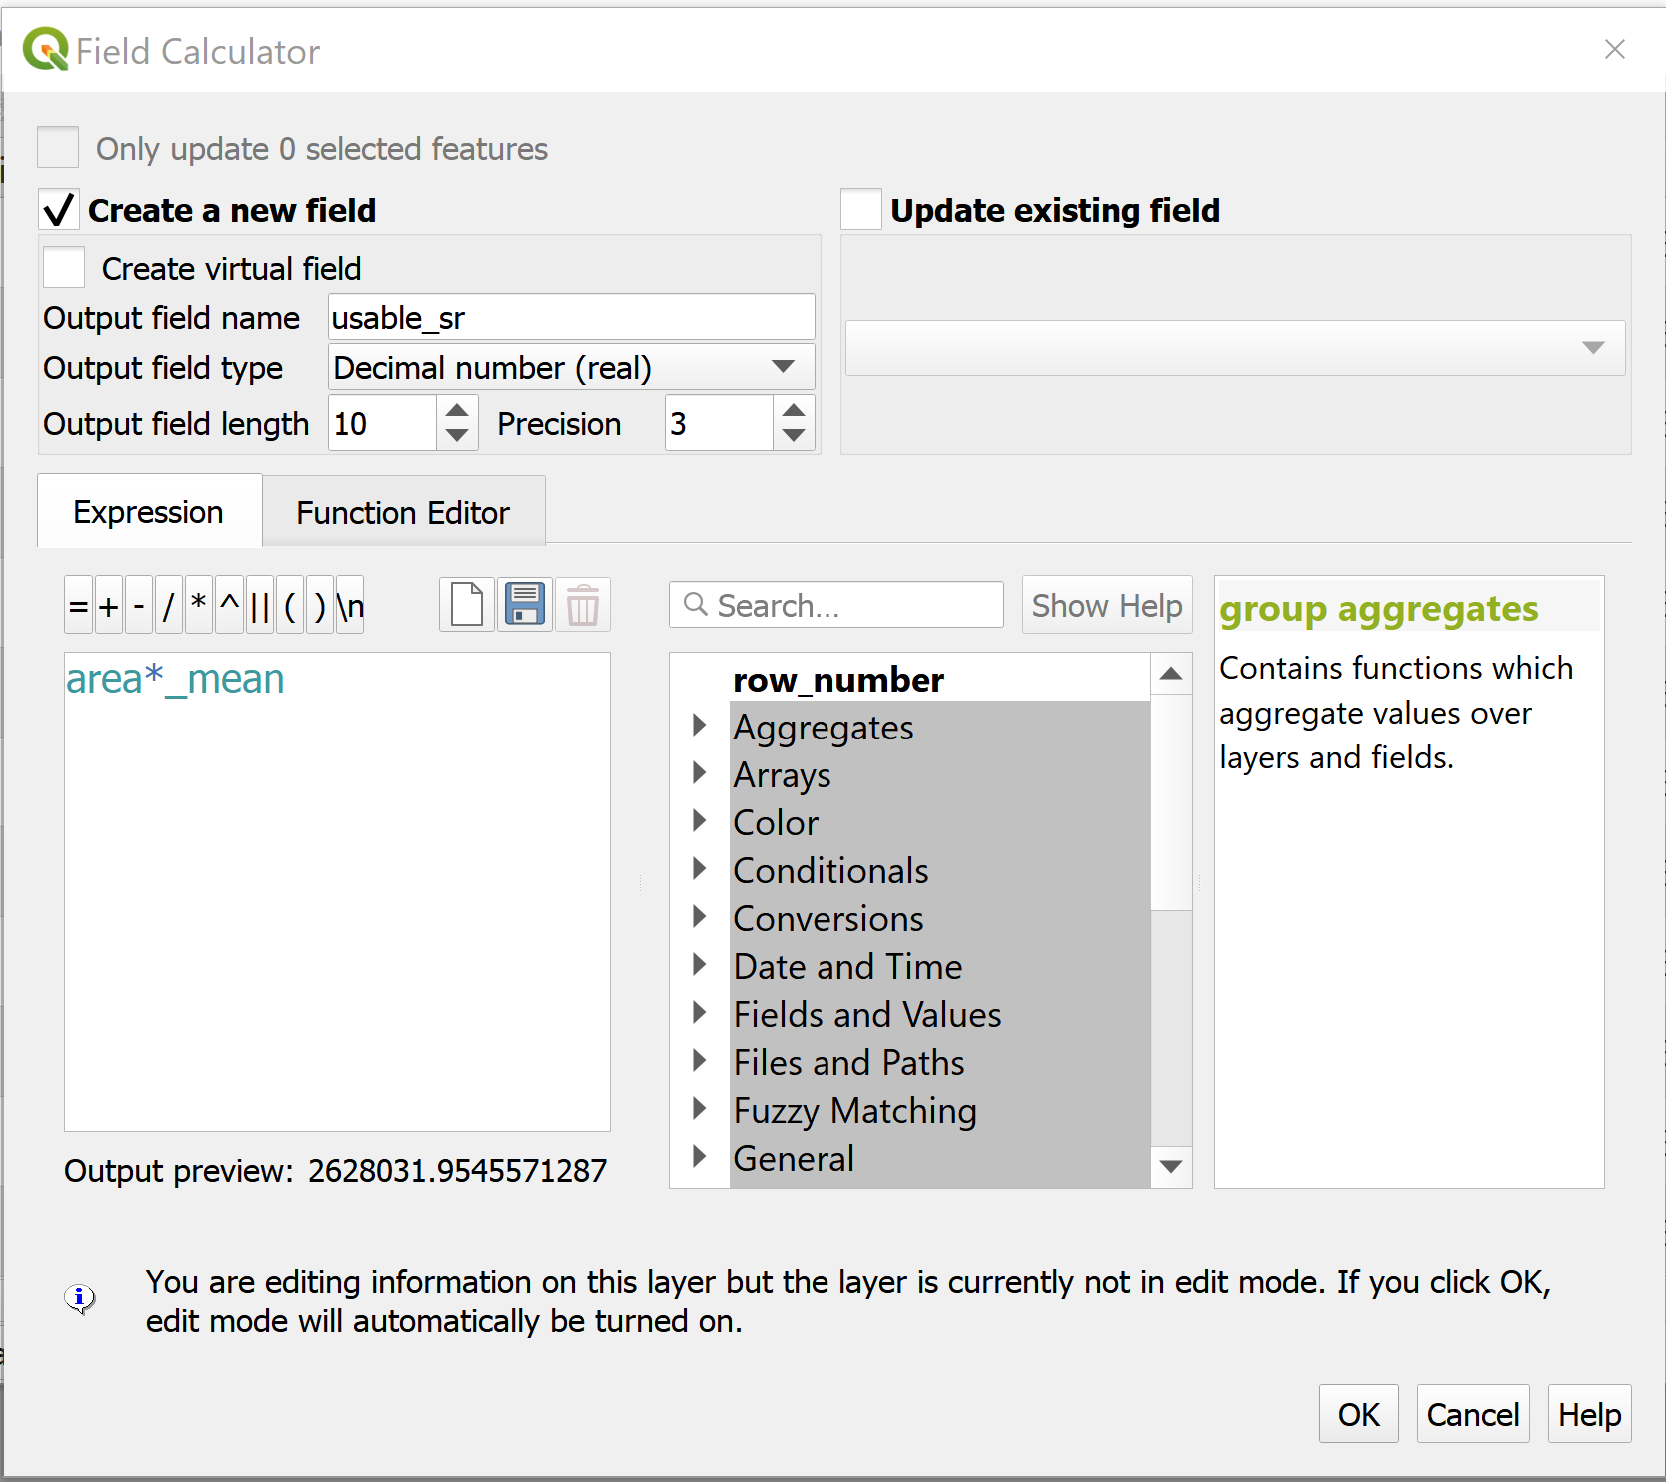 Field Calculator
Only update 0 selected features
Create a new field
Update existing field
Create virtual field
Output field name usable_sr
Output field type Decimal number (real)
Output field length 10 Precision 3
Expression Function Editor
= + - / * ^ || ( ) \n
Search...
Show Help
area*_mean
row_number
Aggregates
Arrays
Color
Conditionals
Conversions
Date and Time
Fields and Values
Files and Paths
Fuzzy Matching
General
group aggregates
Contains functions which
aggregate values over
layers and fields.
Output preview: 2628031.9545571287
You are editing information on this layer but the layer is currently not in edit mode. If you click OK,
edit mode will automatically be turned on.
OK Cancel Help